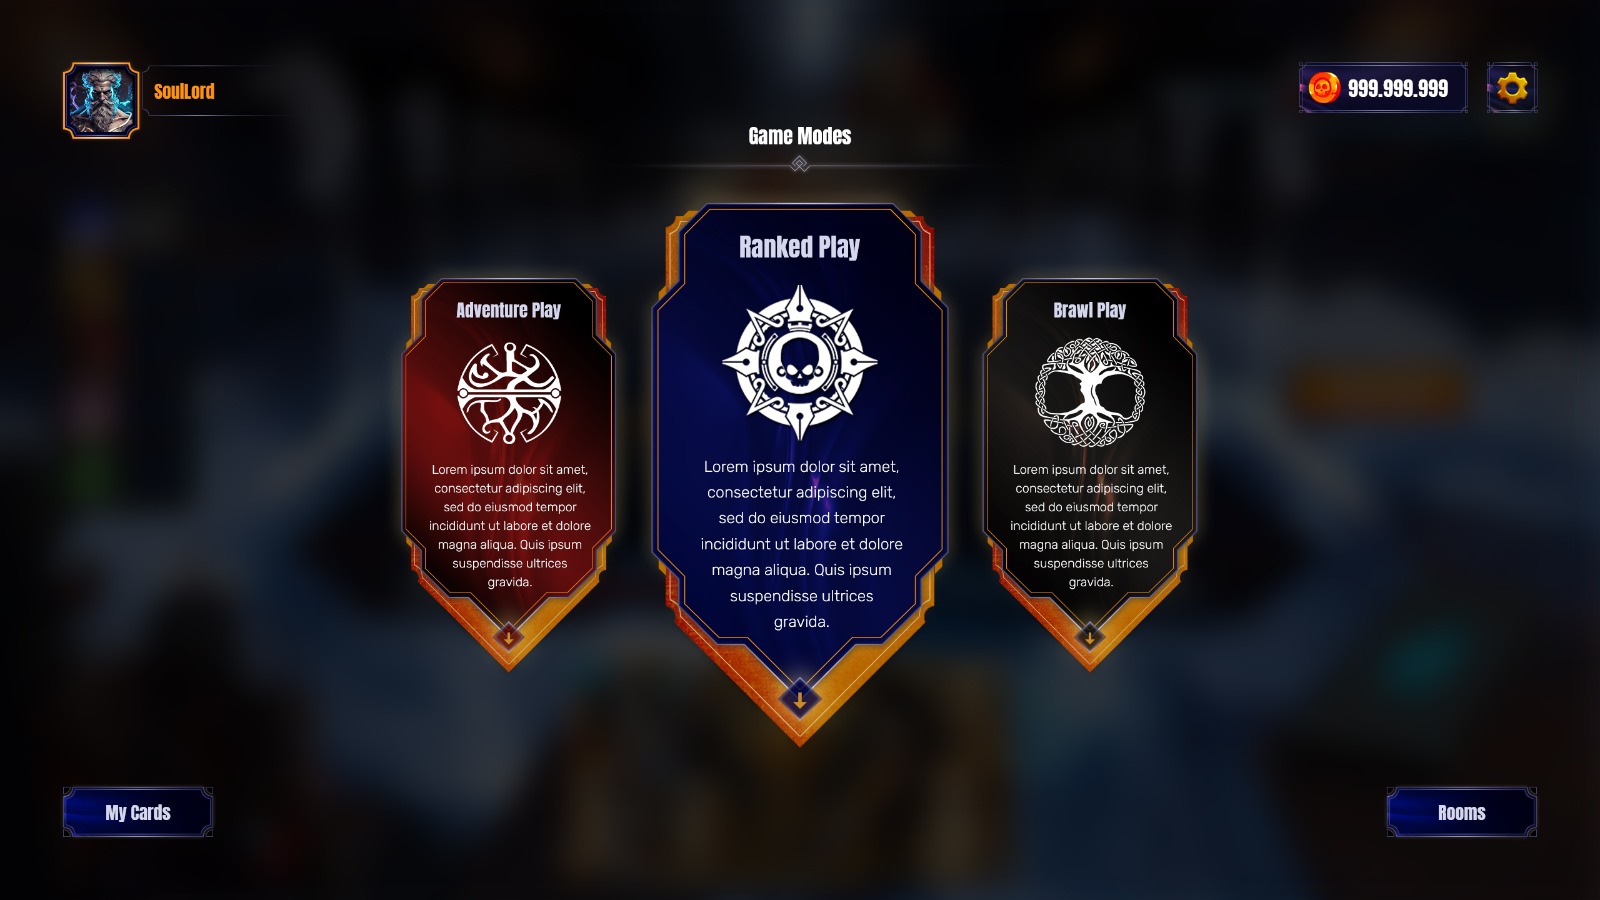 SoulLord
999.999.999
Game Modes
Ranked Play
Lorem ipsum dolor sit amet,
consectetur adipiscing elit,
sed do eiusmod tempor
incididunt ut labore et dolore
magna aliqua. Quis ipsum
suspendisse ultrices
gravida.
Adventure Play
Lorem ipsum dolor sit amet,
consectetur adipiscing elit,
sed do eiusmod tempor
incididunt ut labore et dolore
magna aliqua. Quis ipsum
suspendisse ultrices
gravida.
Brawl Play
Lorem ipsum dolor sit amet,
consectetur adipiscing elit,
sed do eiusmod tempor
incididunt ut labore et dolore
magna aliqua. Quis ipsum
suspendisse ultrices
gravida.
My Cards
Rooms